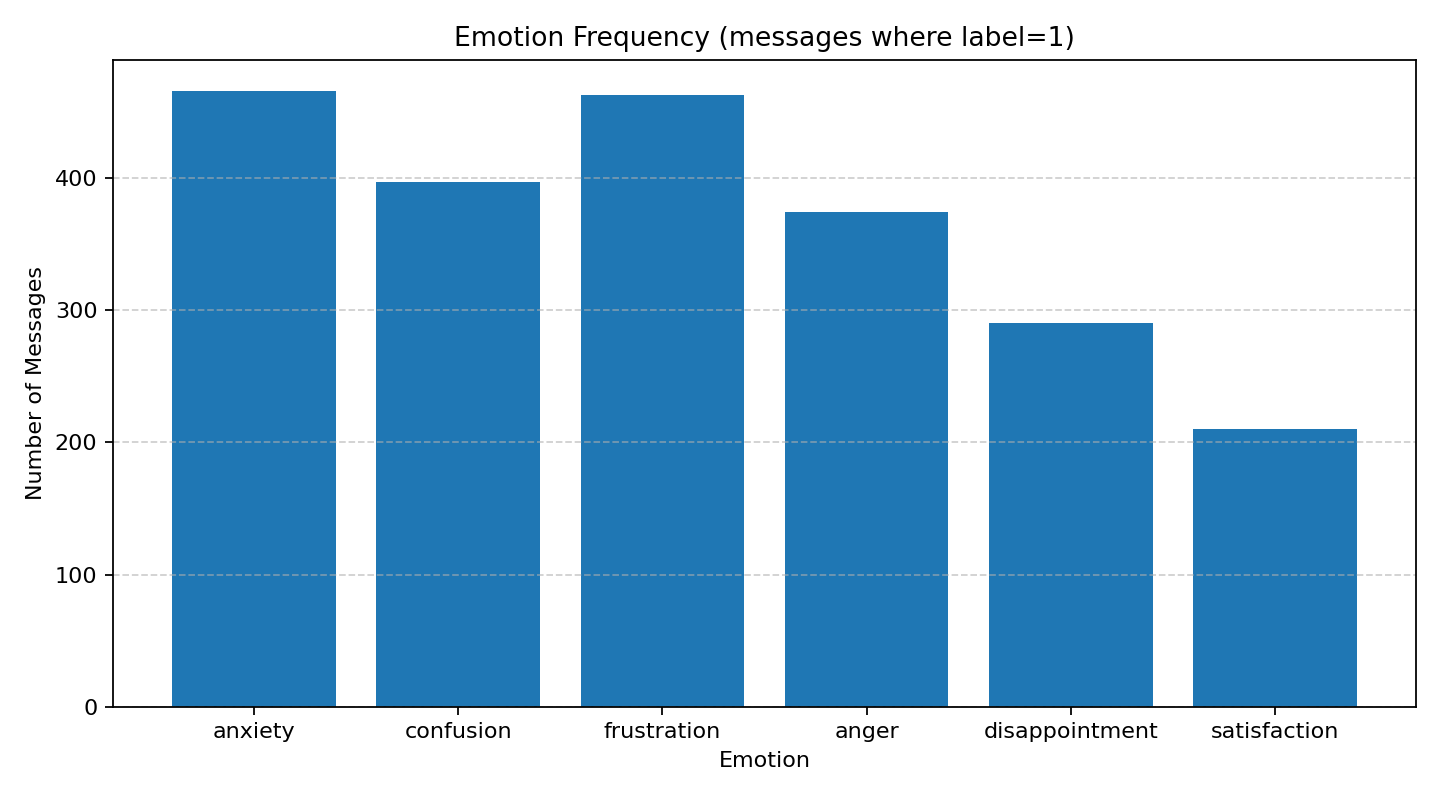 Emotion Frequency (messages where label=1)
Number of Messages
400
300
200
100
0
anxiety confusion frustration anger disappointment satisfaction
Emotion